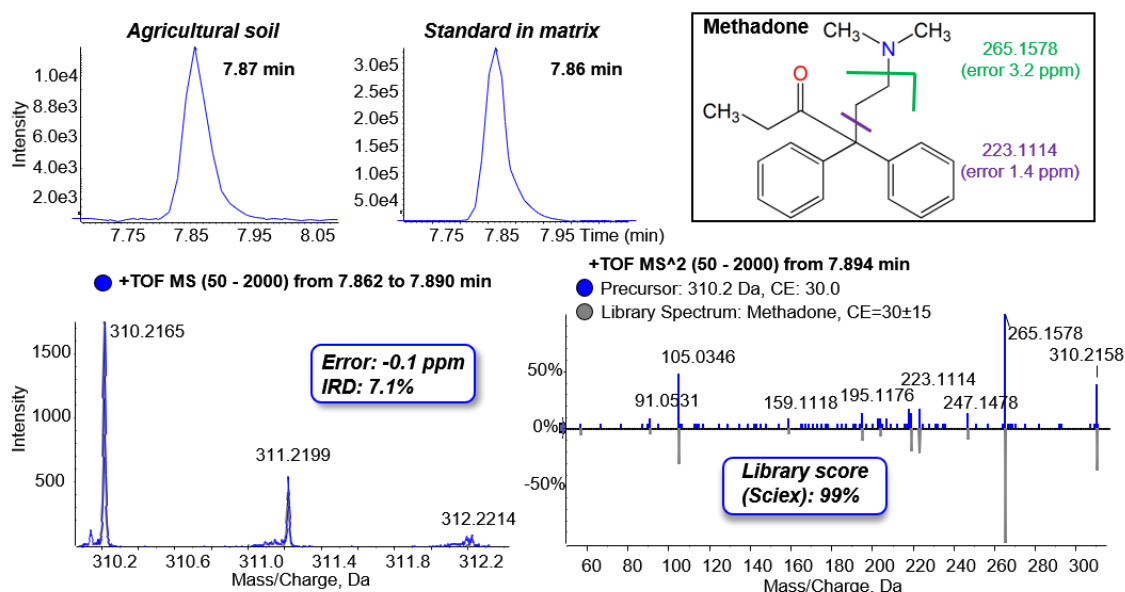 Agricultural soil
7.87 min
Intensity
1.0e4
8.8e3
6.0e3
4.0e3
2.0e3
7.75
7.85
7.95
8.05
Standard in matrix
7.86 min
3.0e5
2.5e5
2.0e5
1.5e5
1.0e5
5.0e4
7.75
7.85
7.95
Time (min)
Methadone
CH₃
CH₃
N
O
CH₃
265.1578
(error 3.2 ppm)
223.1114
(error 1.4 ppm)
+TOF MS (50 - 2000) from 7.862 to 7.890 min
Intensity
1500
1000
500
310.2165
311.2199
312.2214
Error: -0.1 ppm
IRD: 7.1%
310.2
310.6
311.0
311.4
311.8
312.2
Mass/Charge, Da
+TOF MS^2 (50 - 2000) from 7.894 min
Precursor: 310.2 Da, CE: 30.0
Library Spectrum: Methadone, CE=30±15
50%
0%
-50%
91.0531
105.0346
159.1118
195.1176
223.1114
247.1478
265.1578
310.2158
Library score
(Sciex): 99%
60
80
100
120
140
160
180
200
220
240
260
280
300
Mass/Charge, Da